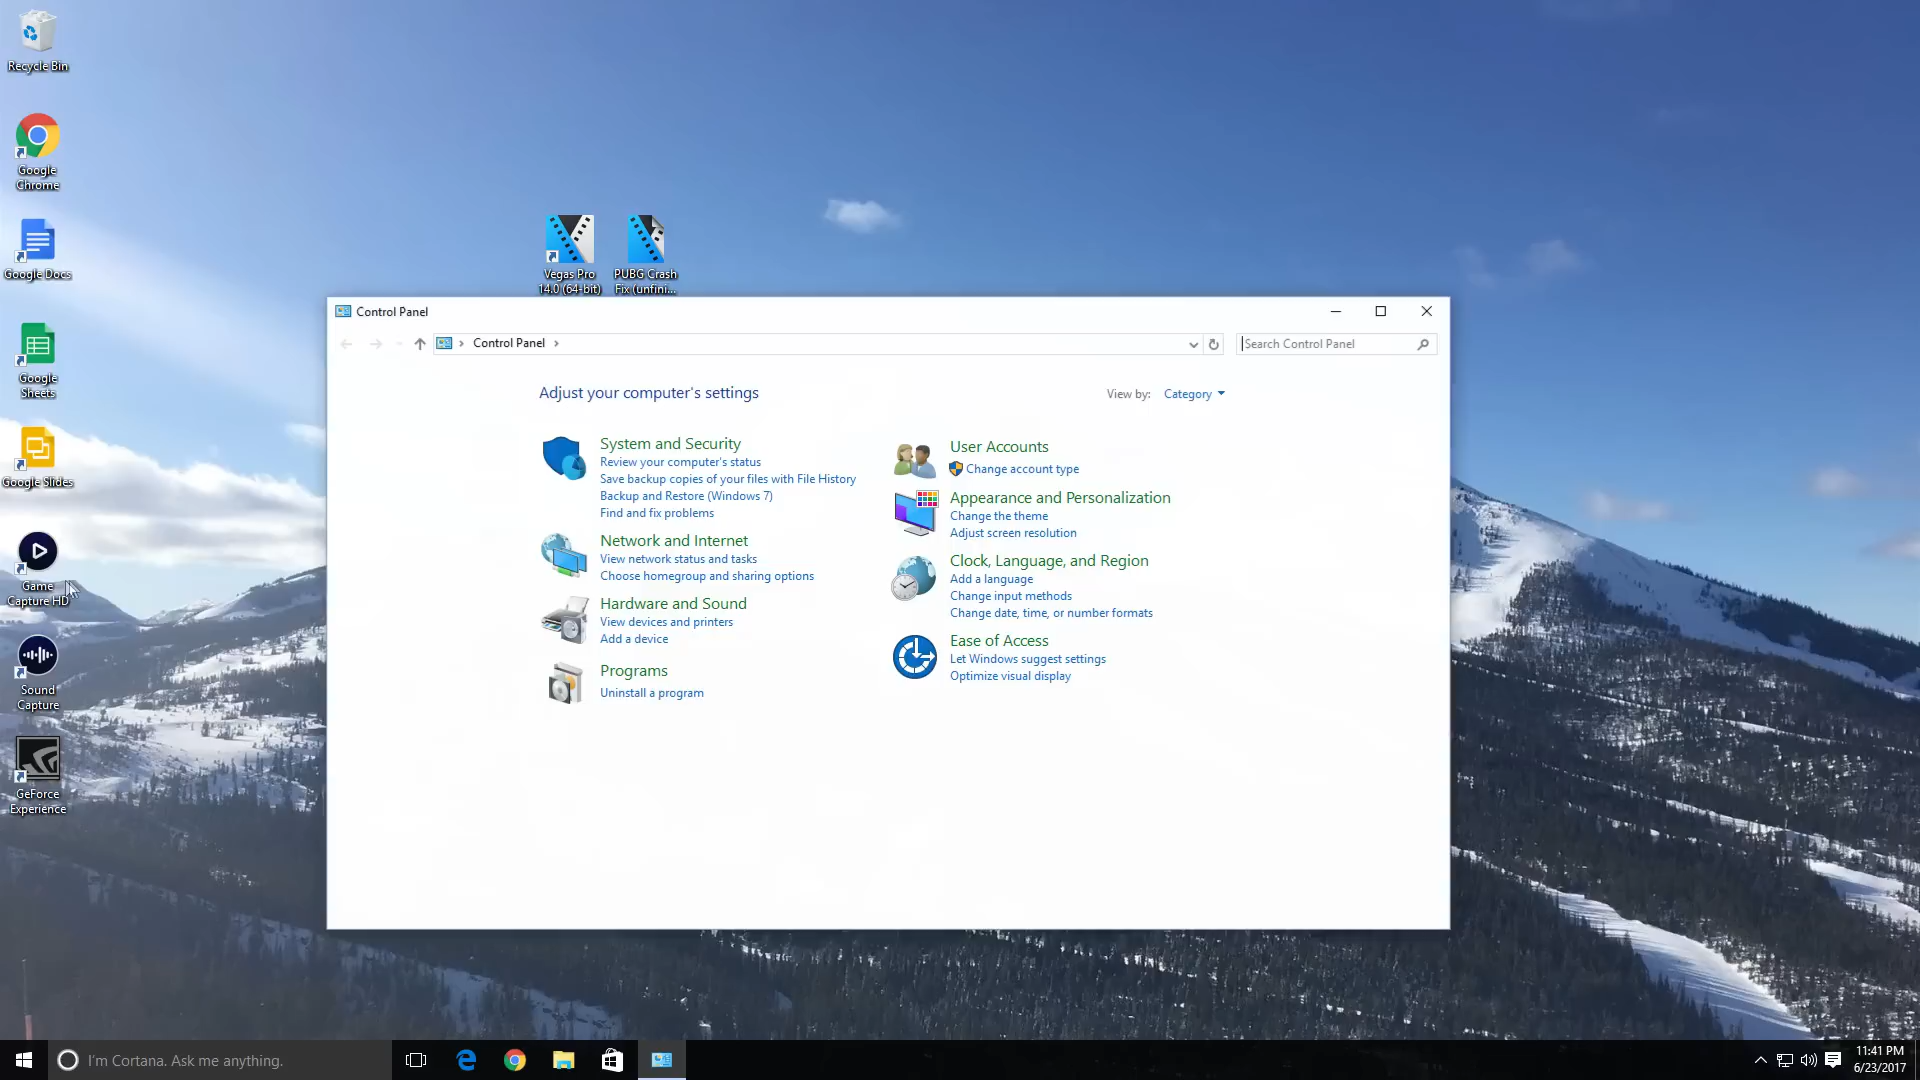 Recycle Bin
Google
Chrome
Google Docs
Google
Sheets
Google Slides
Game
Capture HD
Sound
Capture
GeForce
Experience
Vegas Pro
14.0 (64-bit)
PUBG Crash
Fix (unfini...
Control Panel
Control Panel
Search Control Panel
Adjust your computer's settings
View by: Category
System and Security
Review your computer's status
Save backup copies of your files with File History
Backup and Restore (Windows 7)
Find and fix problems
Network and Internet
View network status and tasks
Choose homegroup and sharing options
Hardware and Sound
View devices and printers
Add a device
Programs
Uninstall a program
User Accounts
Change account type
Appearance and Personalization
Change the theme
Adjust screen resolution
Clock, Language, and Region
Add a language
Change input methods
Change date, time, or number formats
Ease of Access
Let Windows suggest settings
Optimize visual display
I'm Cortana. Ask me anything.
11:41 PM
6/23/2017